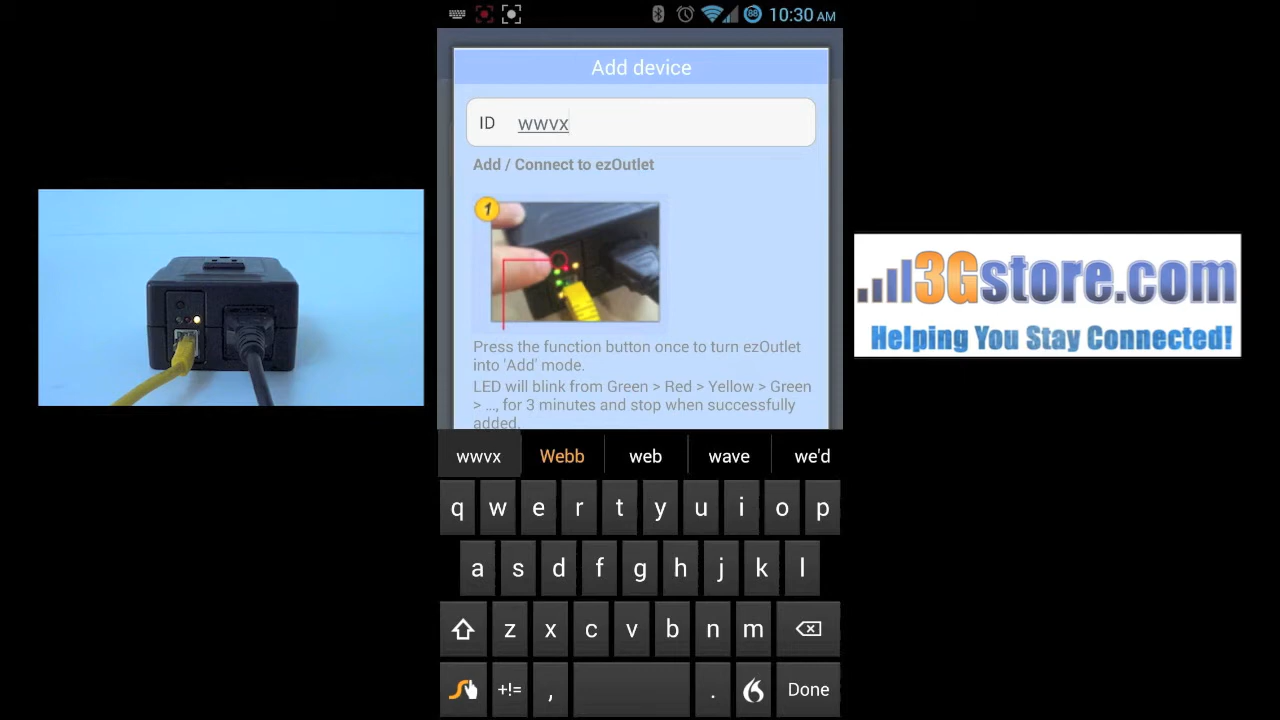 88 10:30 AM
Add device
ID wwvx
Add / Connect to ezOutlet
1
Press the function button once to turn ezOutlet
into 'Add' mode.
LED will blink from Green > Red > Yellow > Green
> ..., for 3 minutes and stop when successfully
added.
3Gstore.com
Helping You Stay Connected!
wwvx Webb web wave we'd
q w e r t y u i o p
a s d f g h j k l
z x c v b n m
+!= , . Done